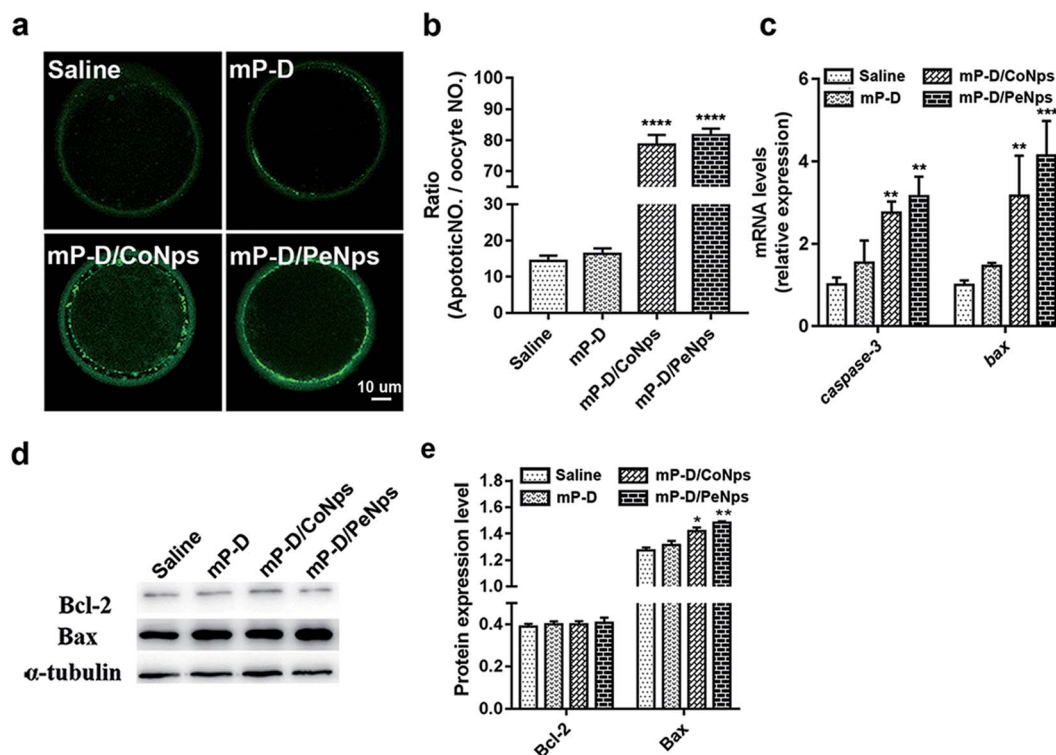 a
Saline
mP-D
mP-D/CoNps
mP-D/PeNps
10 um
b
Ratio
(ApototicNO. / oocyte NO.)
100
90
80
70
30
20
10
0
****
****
Saline
mP-D
mP-D/CoNps
mP-D/PeNps
c
mRNA levels
(relative expression)
6
4
2
0
Saline
mP-D
mP-D/CoNps
mP-D/PeNps
**
**
**
***
caspase-3
bax
d
Saline
mP-D
mP-D/CoNps
mP-D/PeNps
Bcl-2
Bax
α-tubulin
e
Protein expression level
1.8
1.6
1.4
1.2
1.0
0.4
0.2
0.0
Saline
mP-D
mP-D/CoNps
mP-D/PeNps
*
**
Bcl-2
Bax